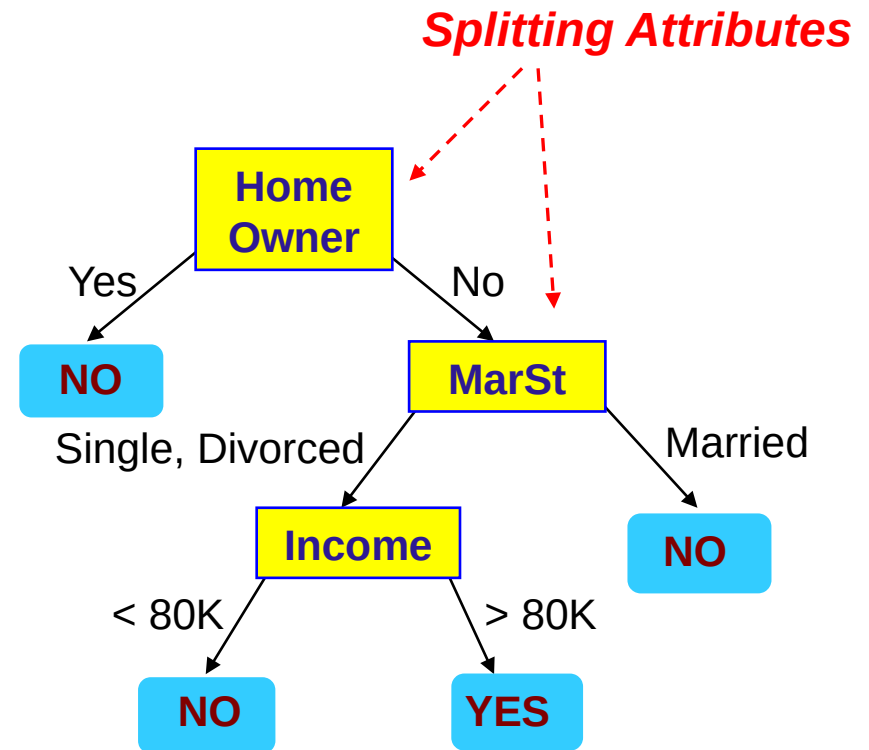 Splitting Attributes
Home
Owner
Yes
No
NO
MarSt
Single, Divorced
Married
Income
NO
< 80K
> 80K
NO
YES